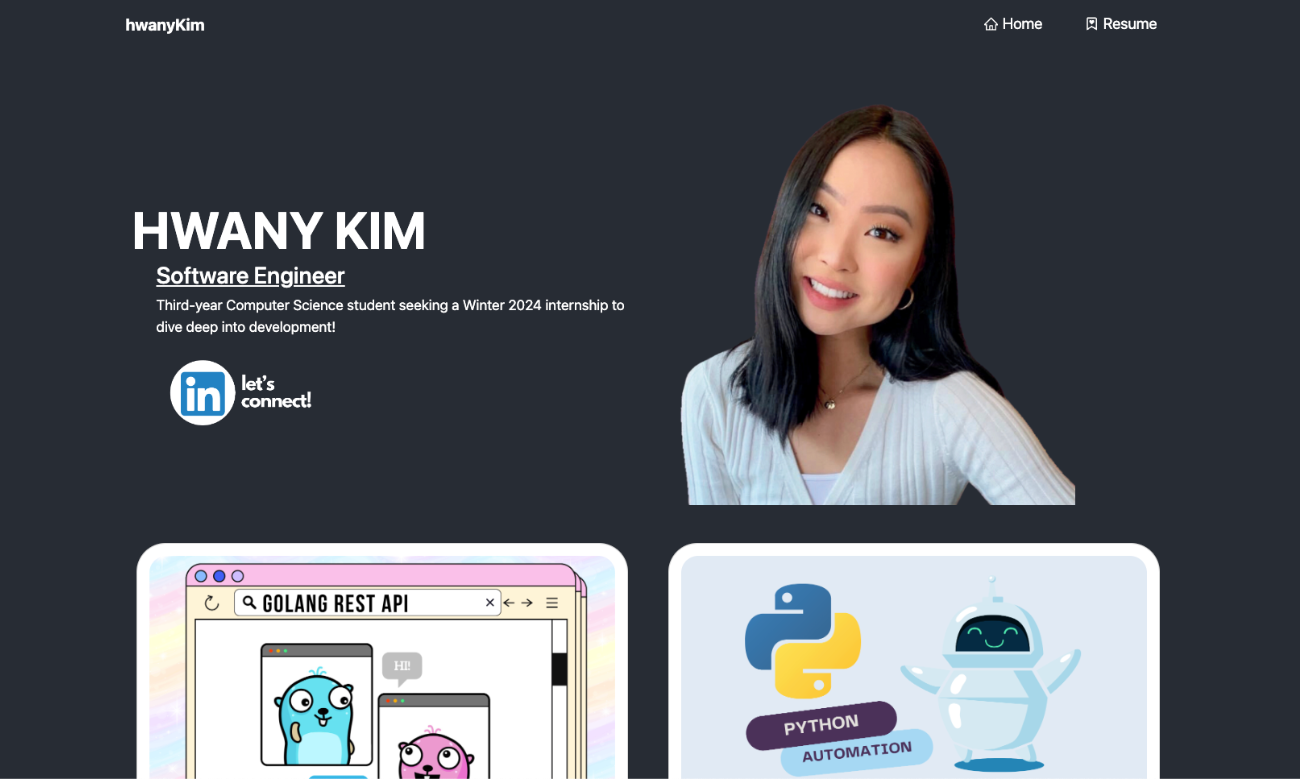 hwanyKim
Home
Resume
HWANY KIM
Software Engineer
Third-year Computer Science student seeking a Winter 2024 internship to
dive deep into development!
in
let's
connect!
GOLANG REST API
HI!
PYTHON
AUTOMATION